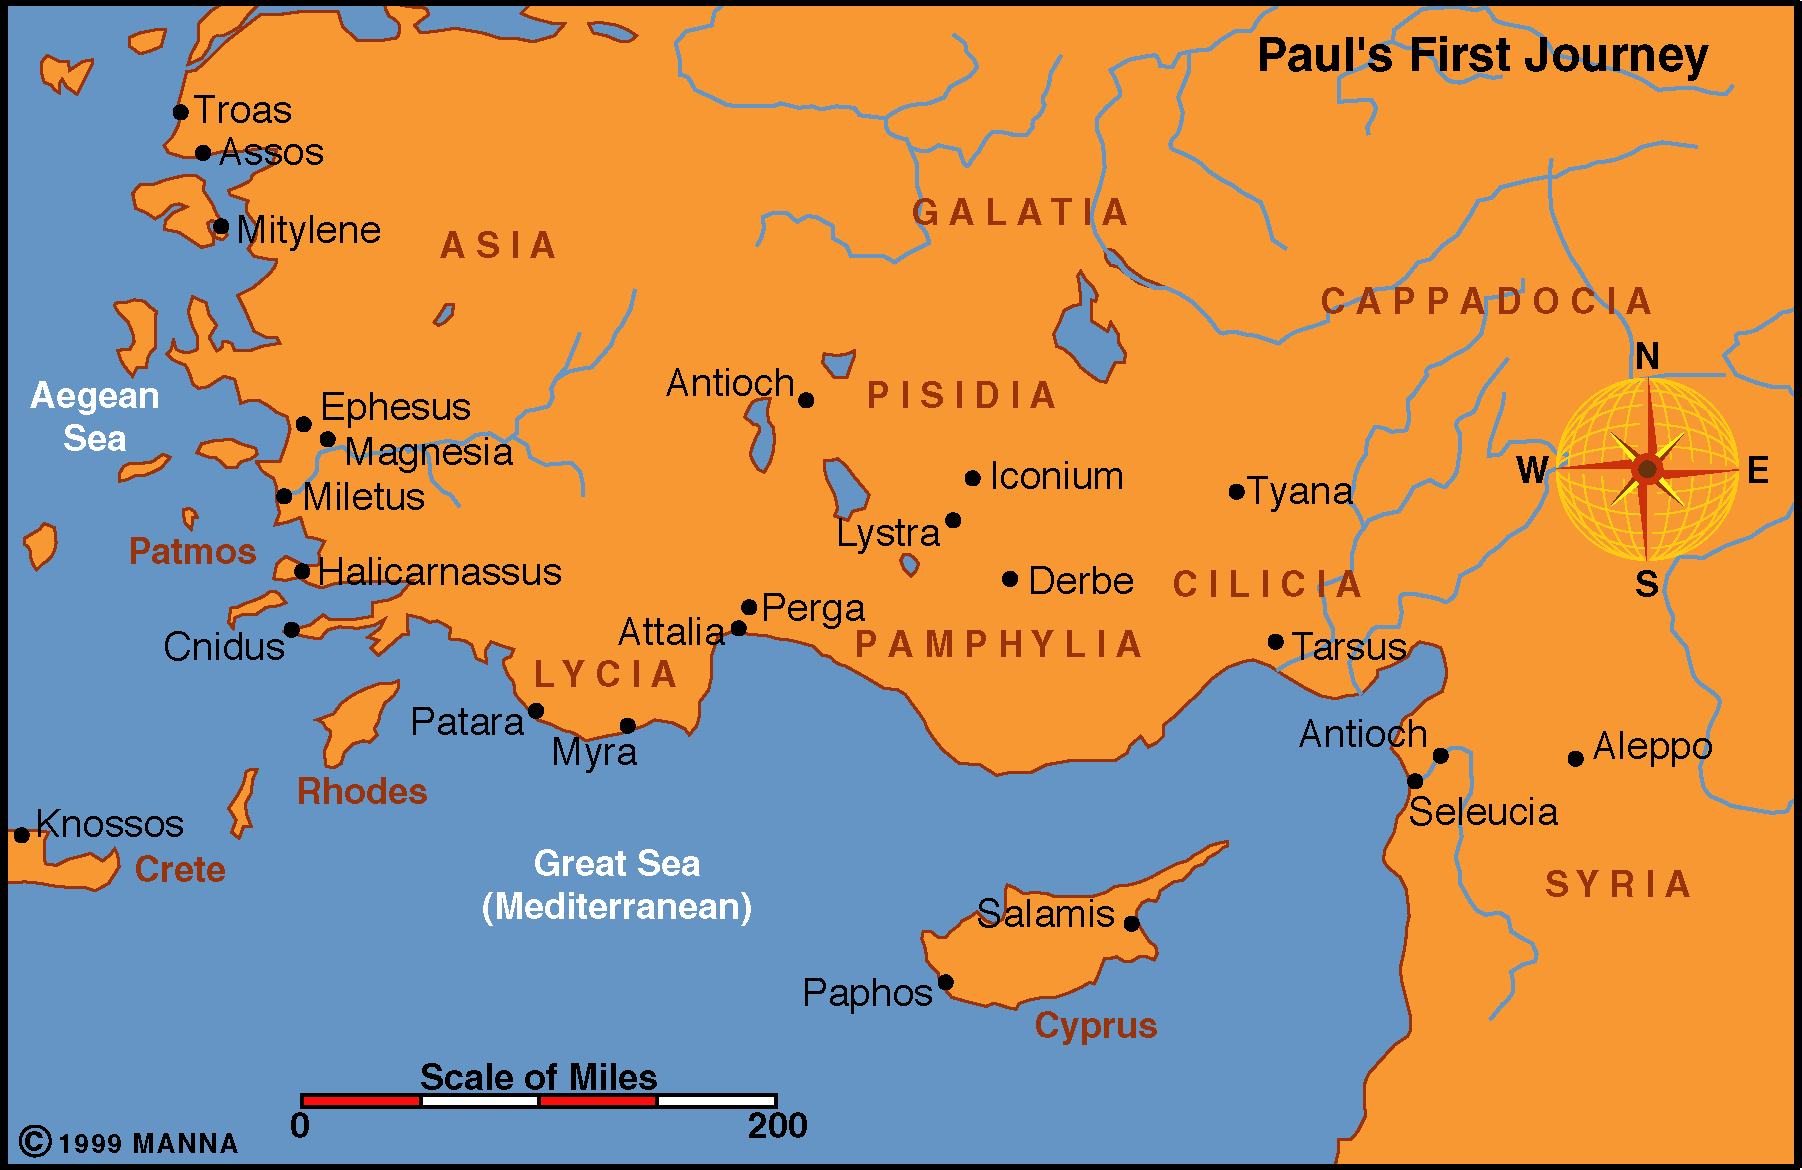 Paul's First Journey
Troas
Assos
Mitylene
ASIA
GALATIA
CAPPADOCIA
N
Aegean
Sea
Antioch
PISIDIA
Ephesus
Magnesia
Miletus
Iconium
Tyana
W
E
Lystra
Patmos
Halicarnassus
Derbe
CILICIA
S
Cnidus
Perga
Attalia
PAMPHYLIA
Tarsus
LYCIA
Patara
Myra
Antioch
Aleppo
Rhodes
Seleucia
Knossos
Crete
Great Sea
(Mediterranean)
SYRIA
Salamis
Paphos
Cyprus
Scale of Miles
0
200
© 1999 MANNA